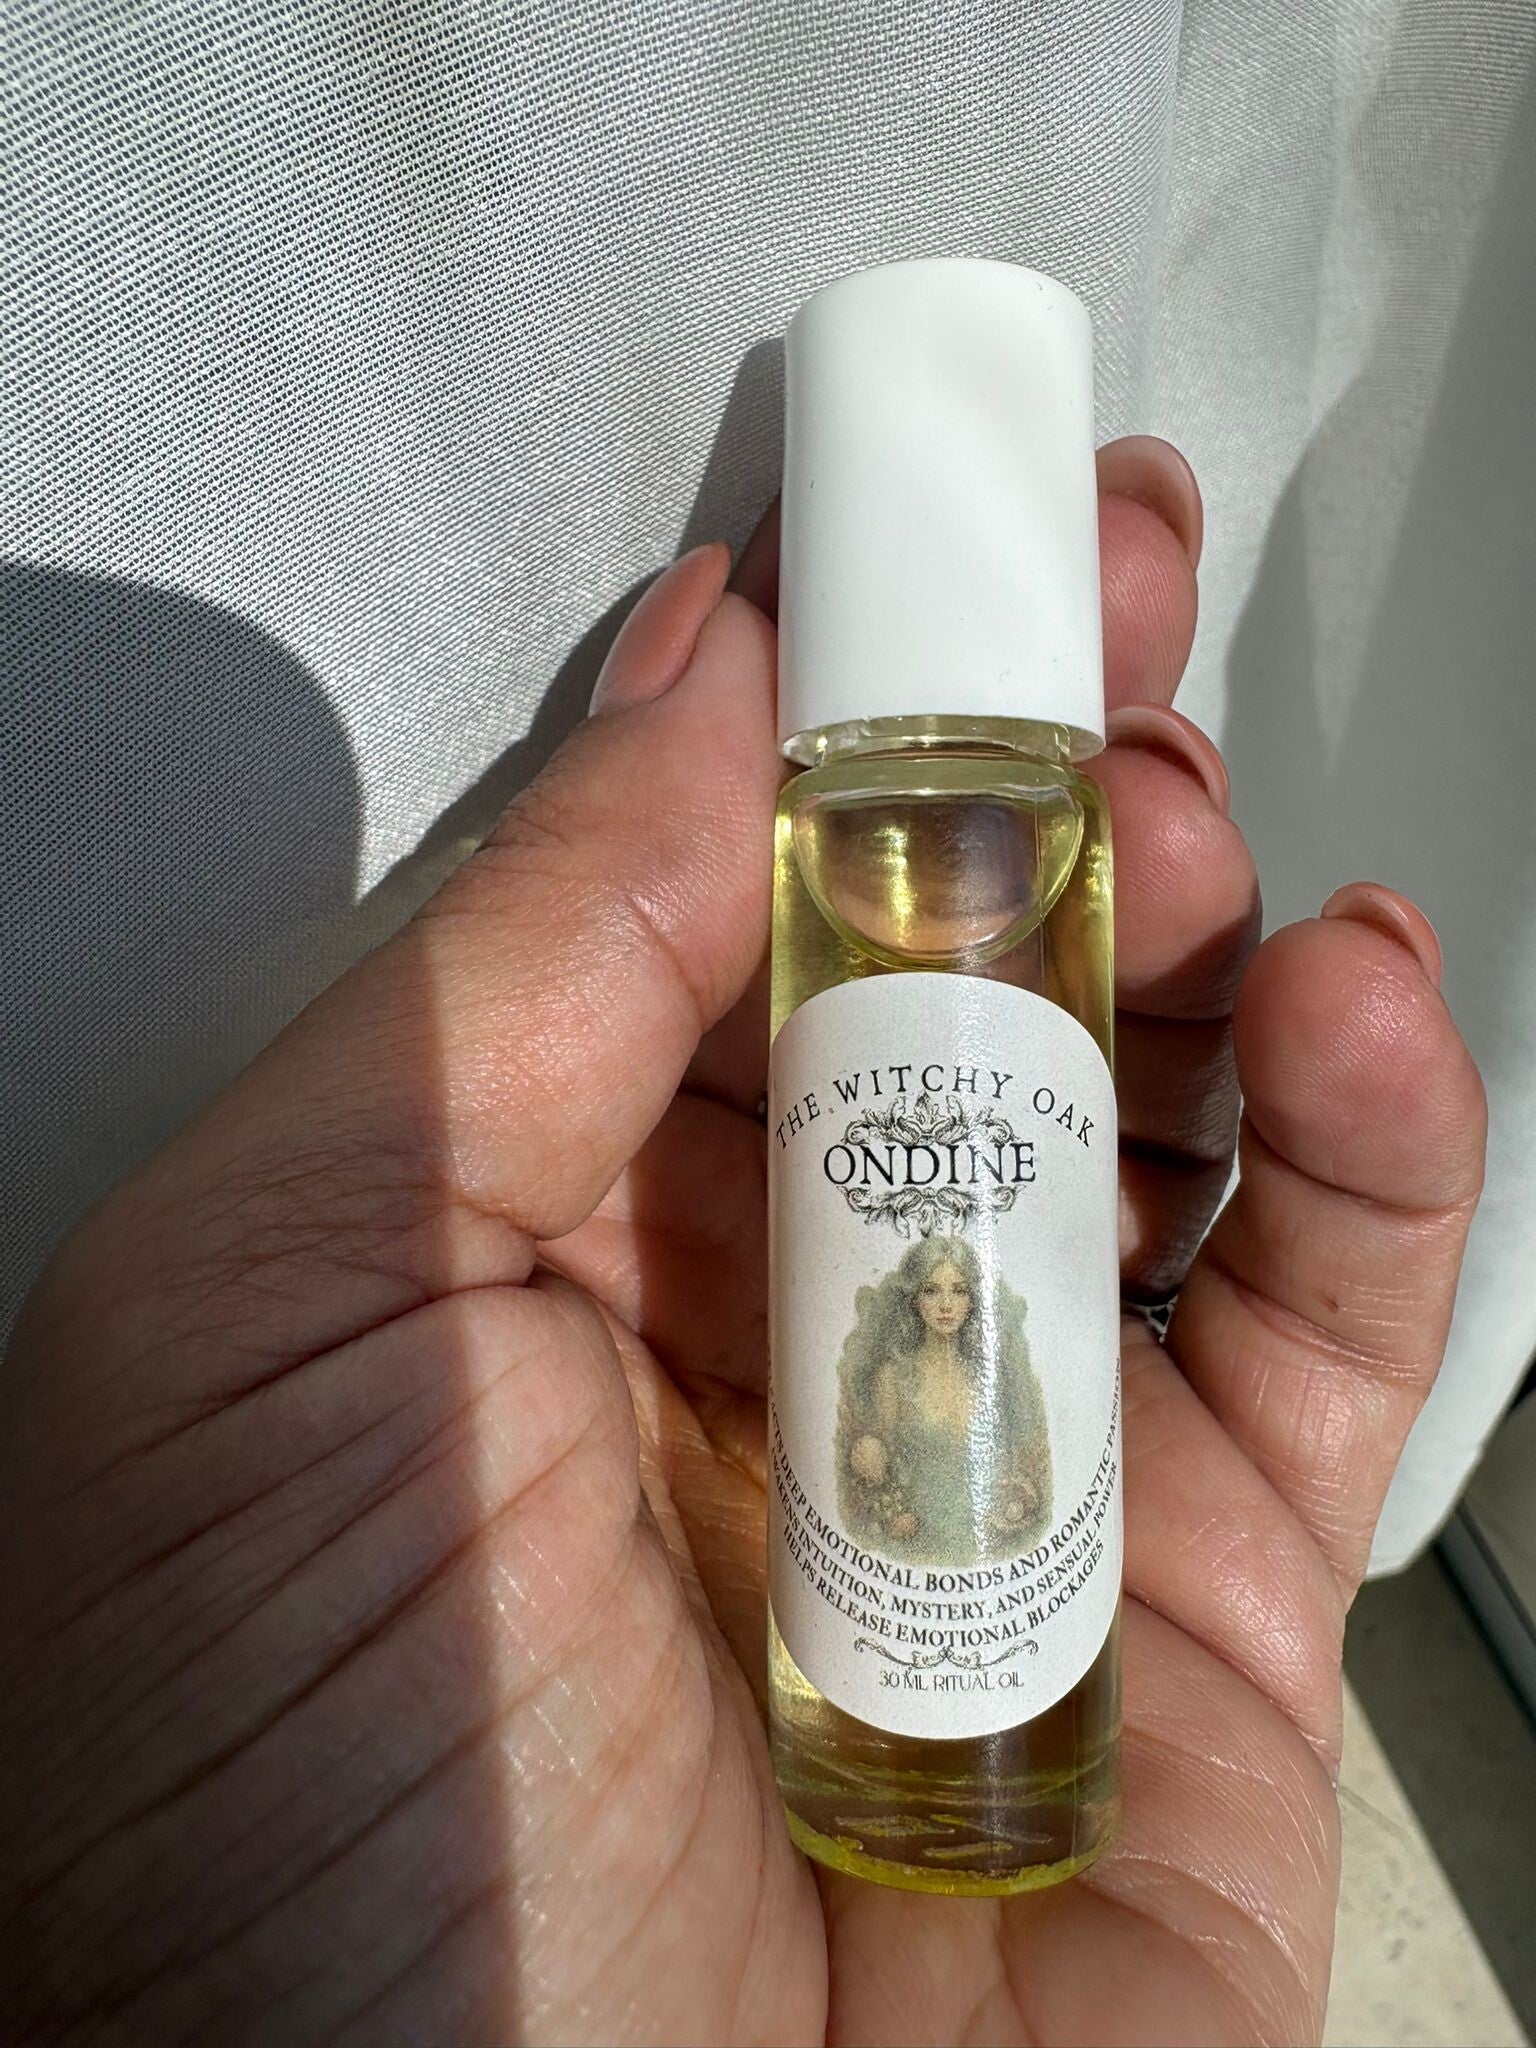 THE WITCHY OAK
ONDINE
DEEP EMOTIONAL BONDS AND ROMANTIC PASSION
AWAKENS INTUITION, MYSTERY, AND SENSUAL POWER
HELPS RELEASE EMOTIONAL BLOCKAGES
30 ML RITUAL OIL